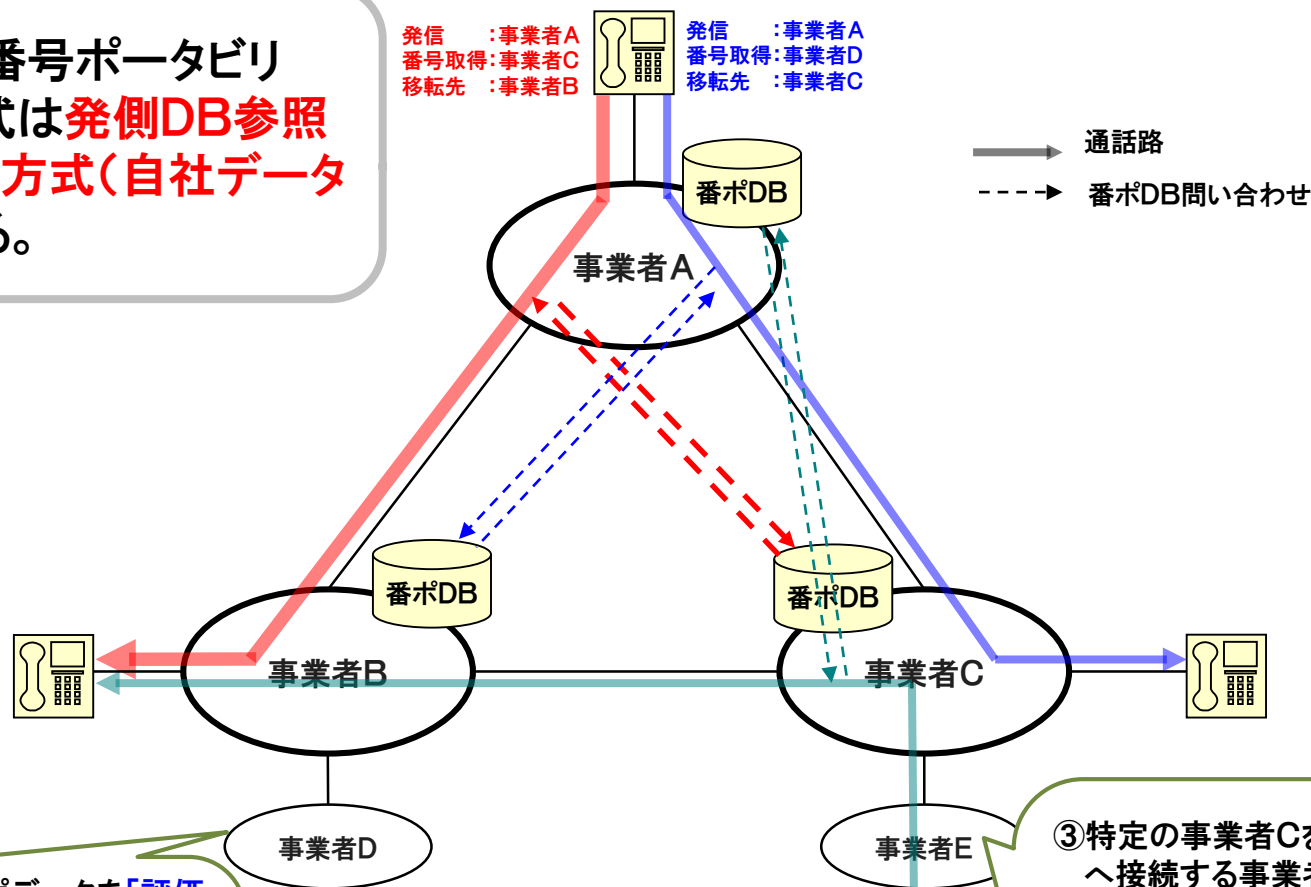 番号ポータビリ
式は発側DB参照
方式(自社データ
る。
発信　　：事業者A
番号取得：事業者C
移転先　：事業者B
発信　　：事業者A
番号取得：事業者D
移転先　：事業者C
通話路
番ポDB問い合わせ
番ポDB
事業者A
番ポDB
番ポDB
事業者B
事業者C
事業者D
事業者E
③特定の事業者Cを
へ接続する事業者
データを「評価